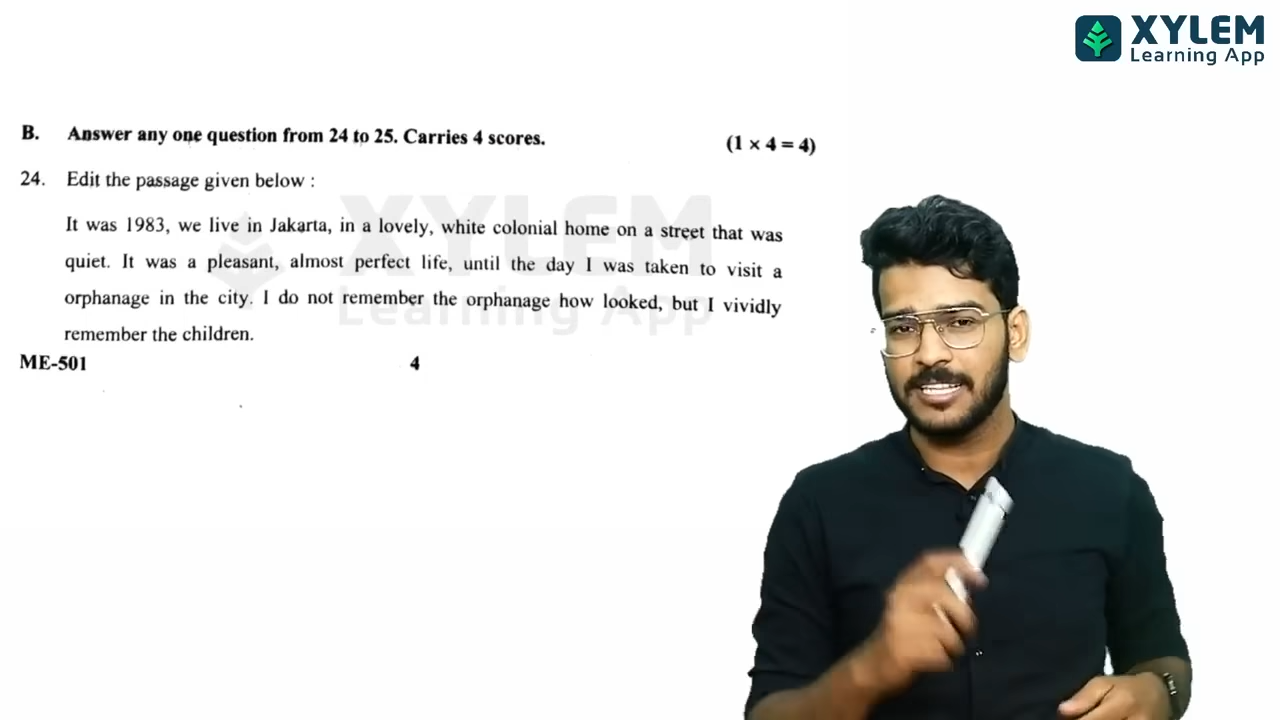 XYLEM
Learning App
B. Answer any one question from 24 to 25. Carries 4 scores. (1 × 4 = 4)
24. Edit the passage given below :
It was 1983, we live in Jakarta, in a lovely, white colonial home on a street that was
quiet. It was a pleasant, almost perfect life, until the day I was taken to visit a
orphanage in the city. I do not remember the orphanage how looked, but I vividly
remember the children.
ME-501 4
XYLEM
Learning App